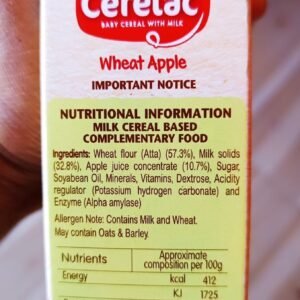 Cerelac
BABY CEREAL WITH MILK
Wheat Apple
IMPORTANT NOTICE
NUTRITIONAL INFORMATION
MILK CEREAL BASED
COMPLEMENTARY FOOD
Ingredients: Wheat flour (Atta) (57.3%), Milk solids
(32.8%), Apple juice concentrate (10.7%), Sugar,
Soyabean Oil, Minerals, Vitamins, Dextrose, Acidity
regulator (Potassium hydrogen carbonate) and
Enzyme (Alpha amylase)
Allergen Note: Contains Milk and Wheat.
May contain Oats & Barley.
Nutrients Approximate
composition per 100g
Energy kcal 412
KJ 1725